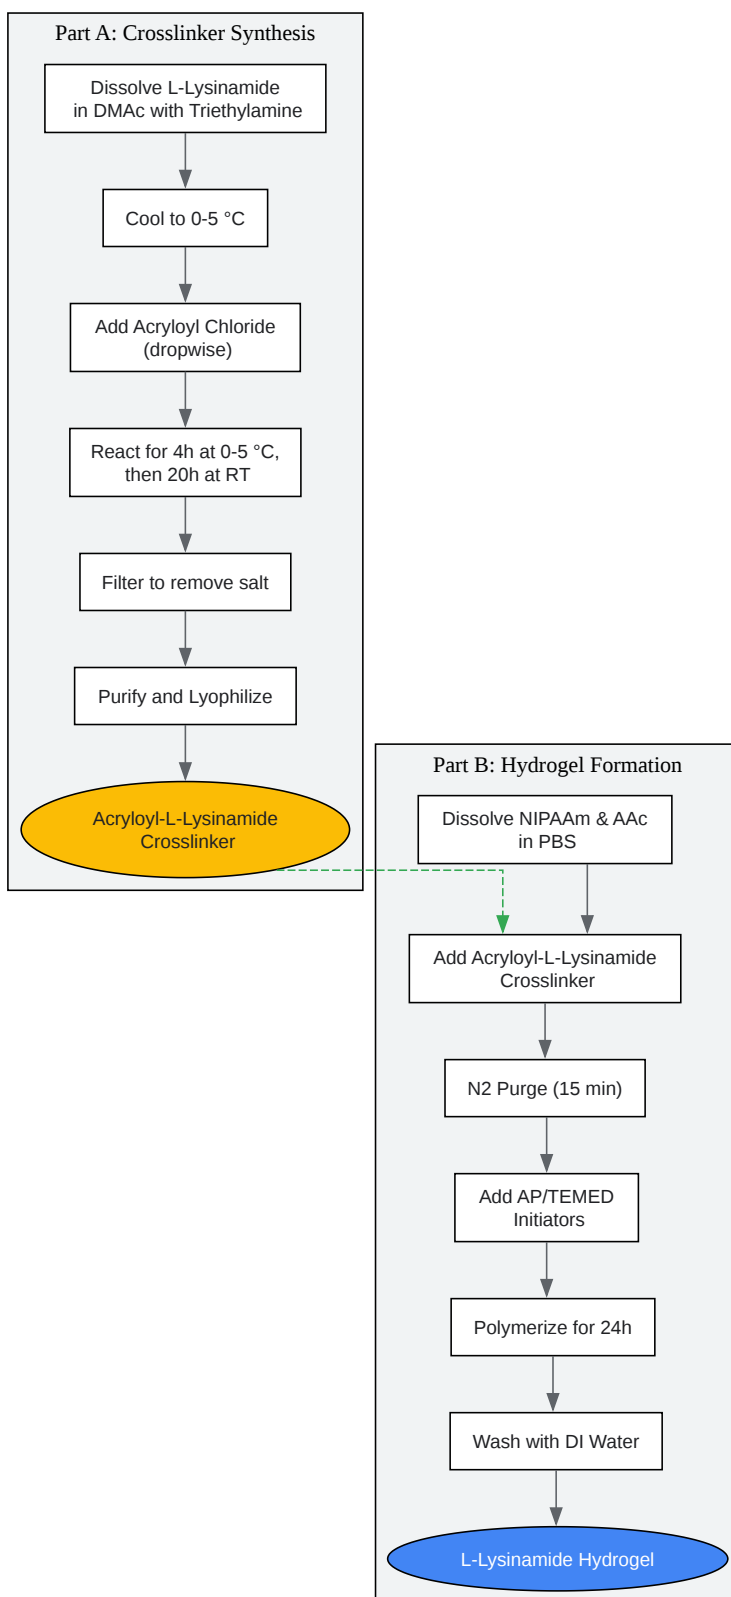 Part A: Crosslinker Synthesis
Dissolve L-Lysinamide
in DMAc with Triethylamine
Cool to 0-5 °C
Add Acryloyl Chloride
(dropwise)
React for 4h at 0-5 °C,
then 20h at RT
Filter to remove salt
Purify and Lyophilize
Acryloyl-L-Lysinamide
Crosslinker
Part B: Hydrogel Formation
Dissolve NIPAAm & AAc
in PBS
Add Acryloyl-L-Lysinamide
Crosslinker
N2 Purge (15 min)
Add AP/TEMED
Initiators
Polymerize for 24h
Wash with DI Water
L-Lysinamide Hydrogel